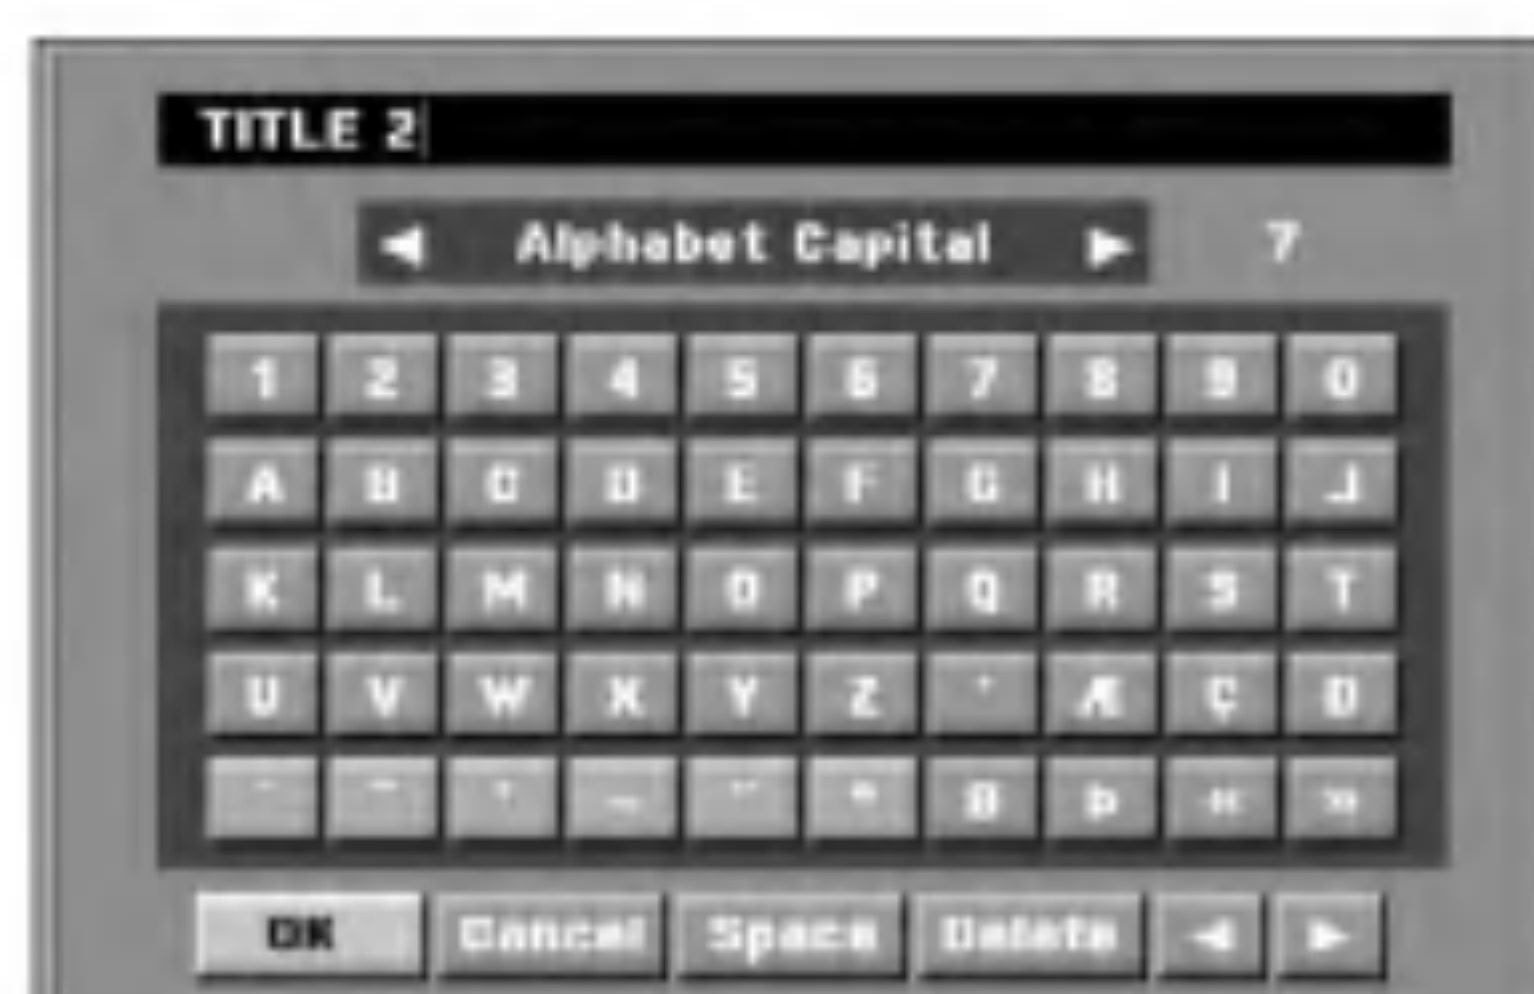 TITLE 2
◀ Alphabet Capital ▶ 7
1 2 3 4 5 6 7 8 9 0
A B C D E F G H I J
K L M N O P Q R S T
U V W X Y Z Æ Ç Ð
Ø Þ « »
OK Cancel Space Delete ◀ ▶